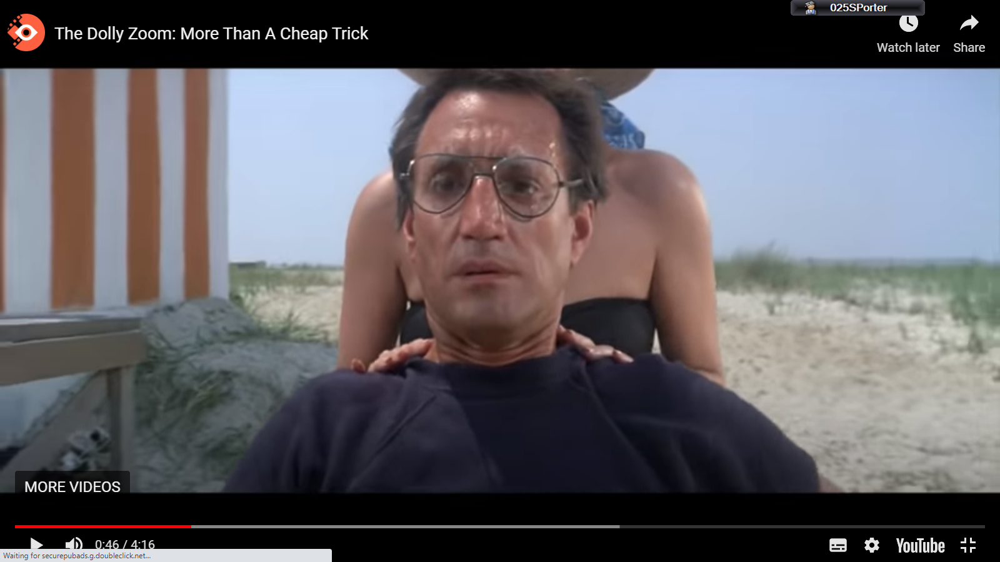 025SPorter
The Dolly Zoom: More Than A Cheap Trick
Watch later
Share
MORE VIDEOS
0:46 / 4:16
YouTube
Waiting for securepubads.g.doubleclick.net...